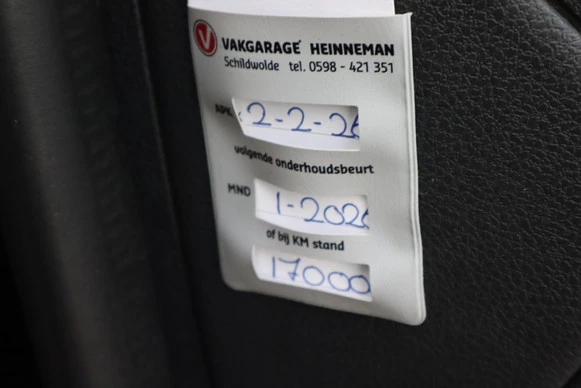 V VAKGARAGE HEINNEMAN
Schildwolde tel. 0598 - 421 351
APK: 2-2-26
volgende onderhoudsbeurt
MND 1-2026
of bij KM stand
17000